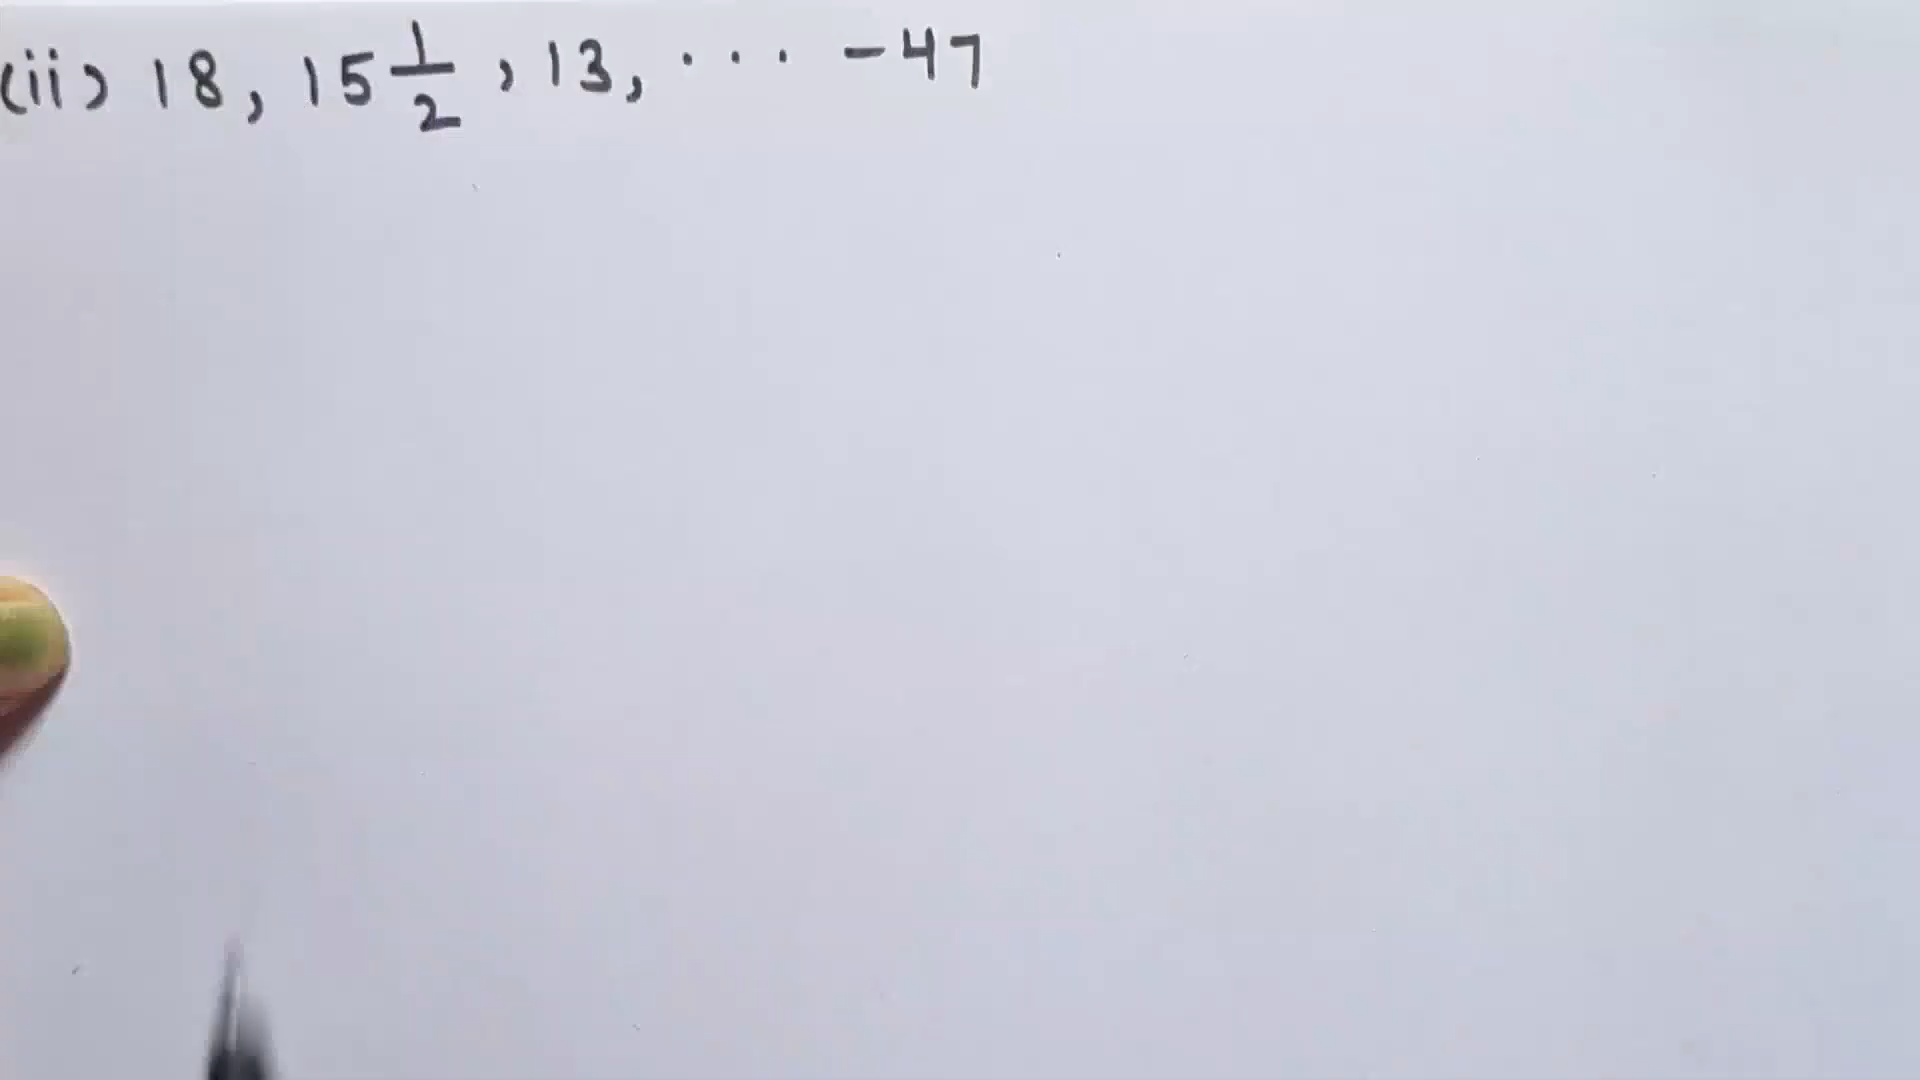 (ii) 18, 15 1/2, 13, ... -47